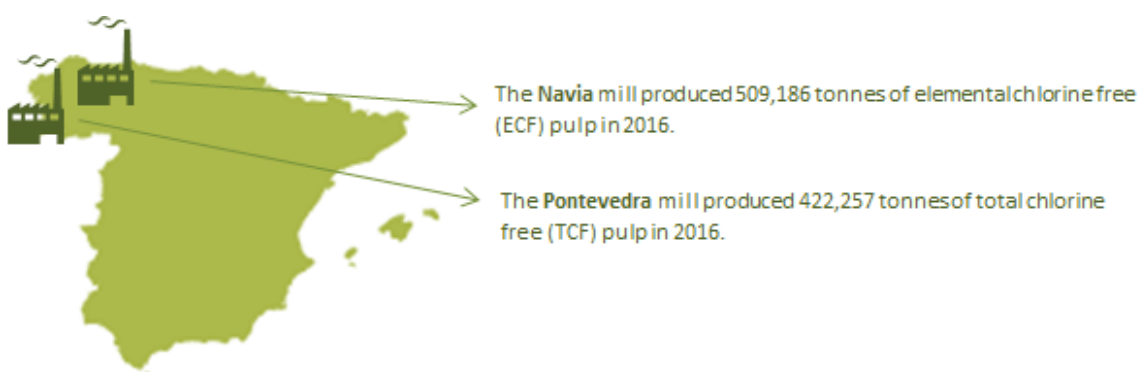 The Navia mill produced 509,186 tonnes of elemental chlorine free
(ECF) pulp in 2016.
The Pontevedra mill produced 422,257 tonnes of total chlorine
free (TCF) pulp in 2016.